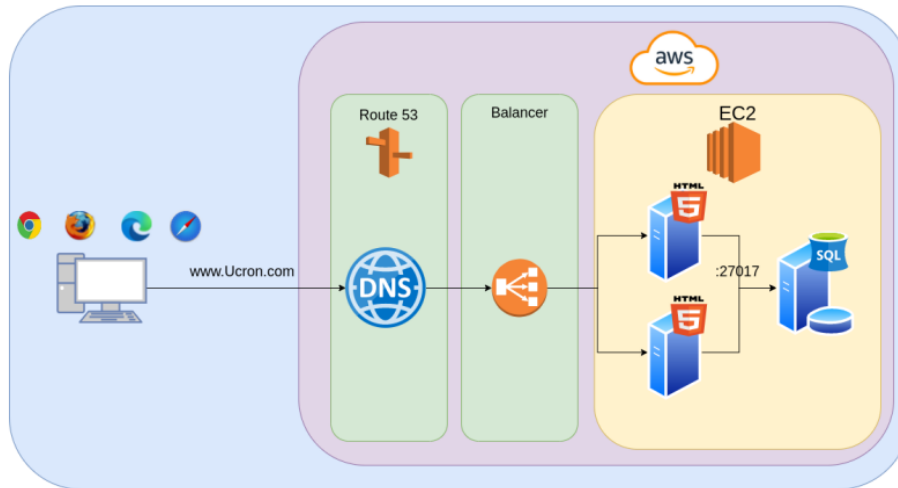 aws
Route 53
Balancer
EC2
HTML
5
www.Ucron.com
DNS
:27017
SQL
HTML
5